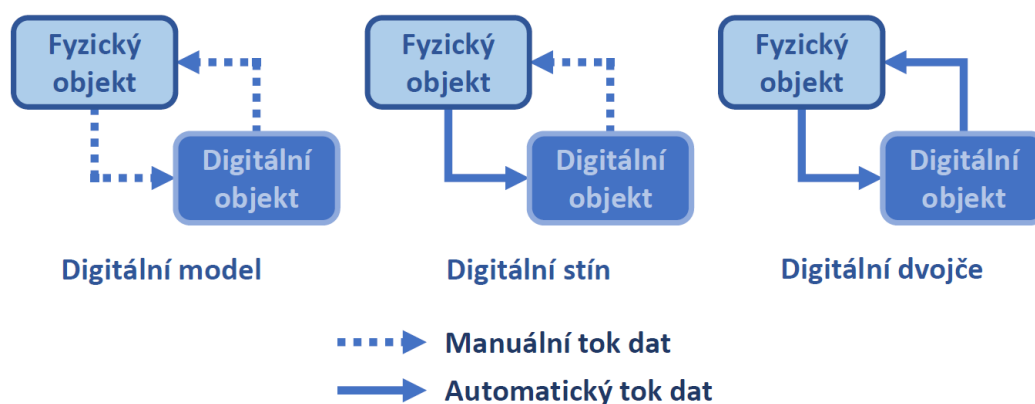 Fyzický
objekt
Digitální
objekt
Digitální model
Fyzický
objekt
Digitální
objekt
Digitální stín
Fyzický
objekt
Digitální
objekt
Digitální dvojče
Manuální tok dat
Automatický tok dat